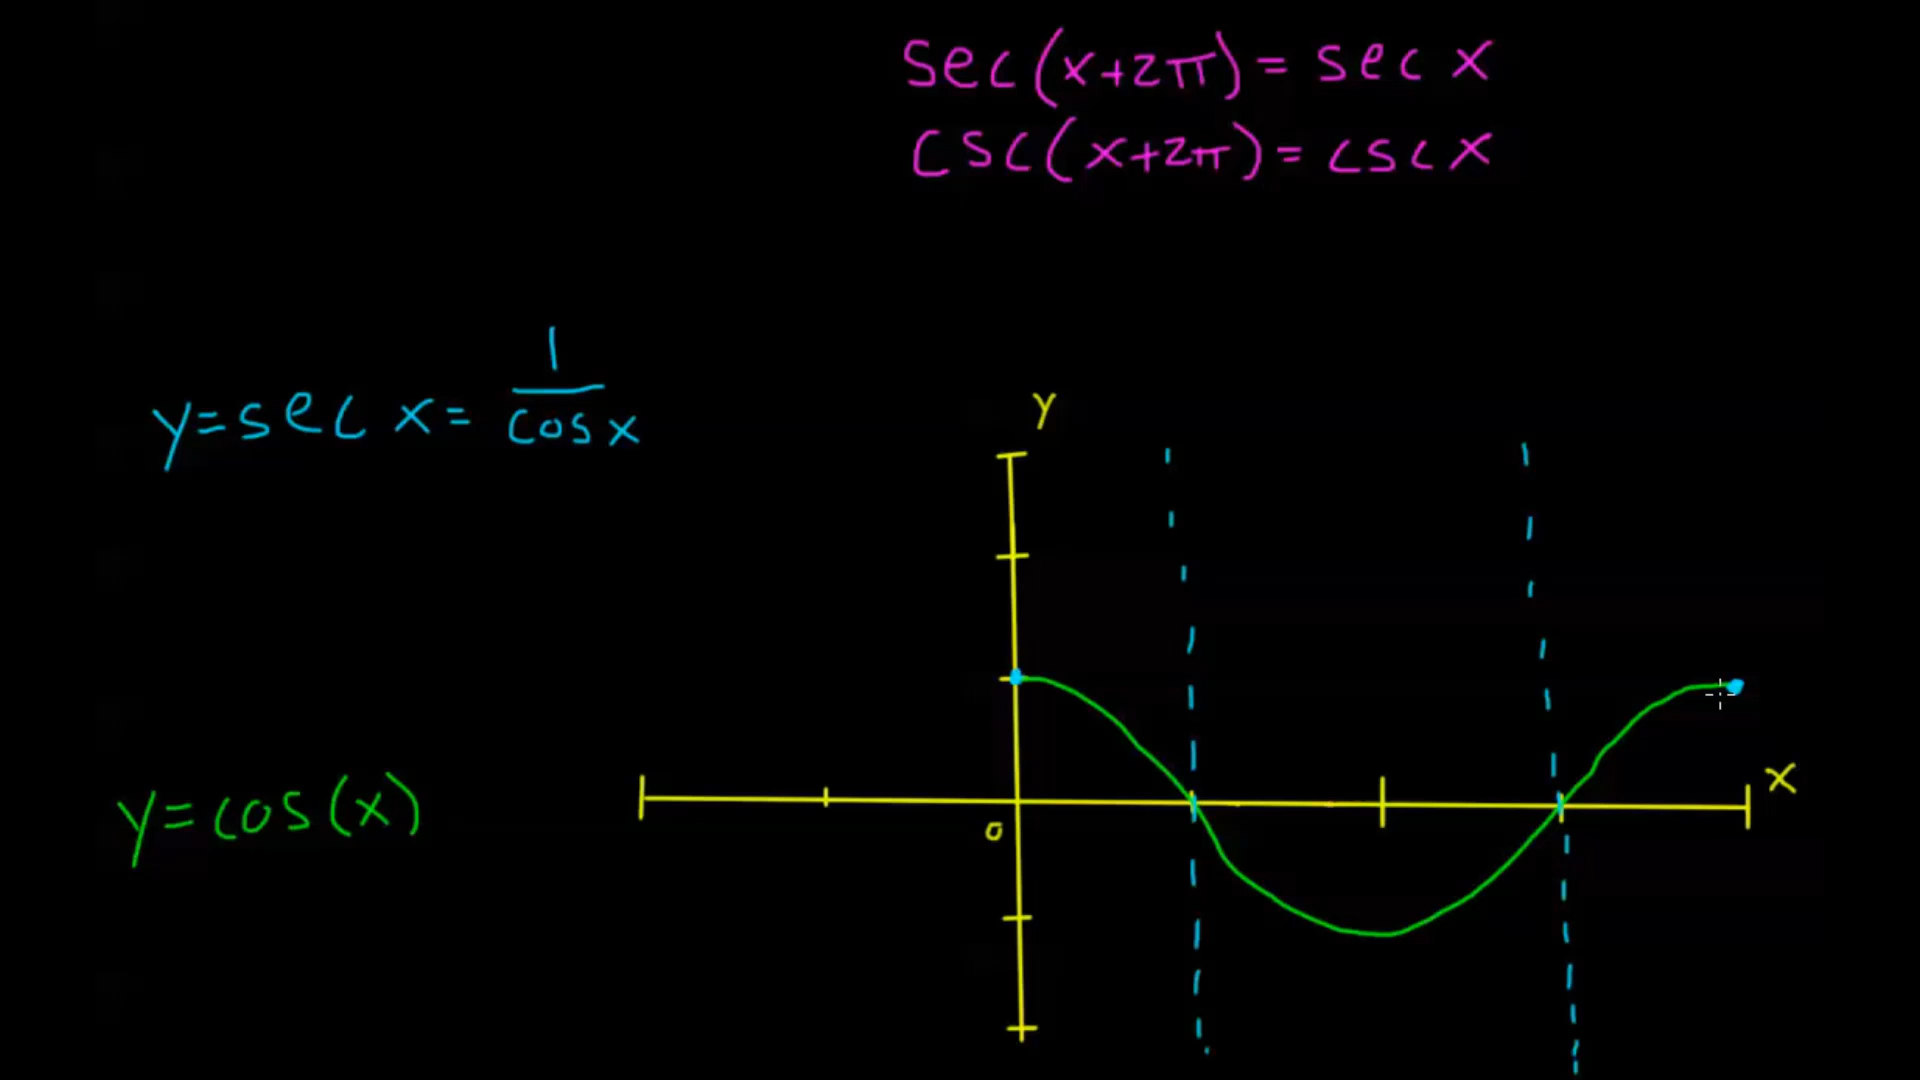 sec(x+2π)= sec x
csc(x+2π)= csc x
y=sec x= 1/cos x
y
x
0
y=cos(x)